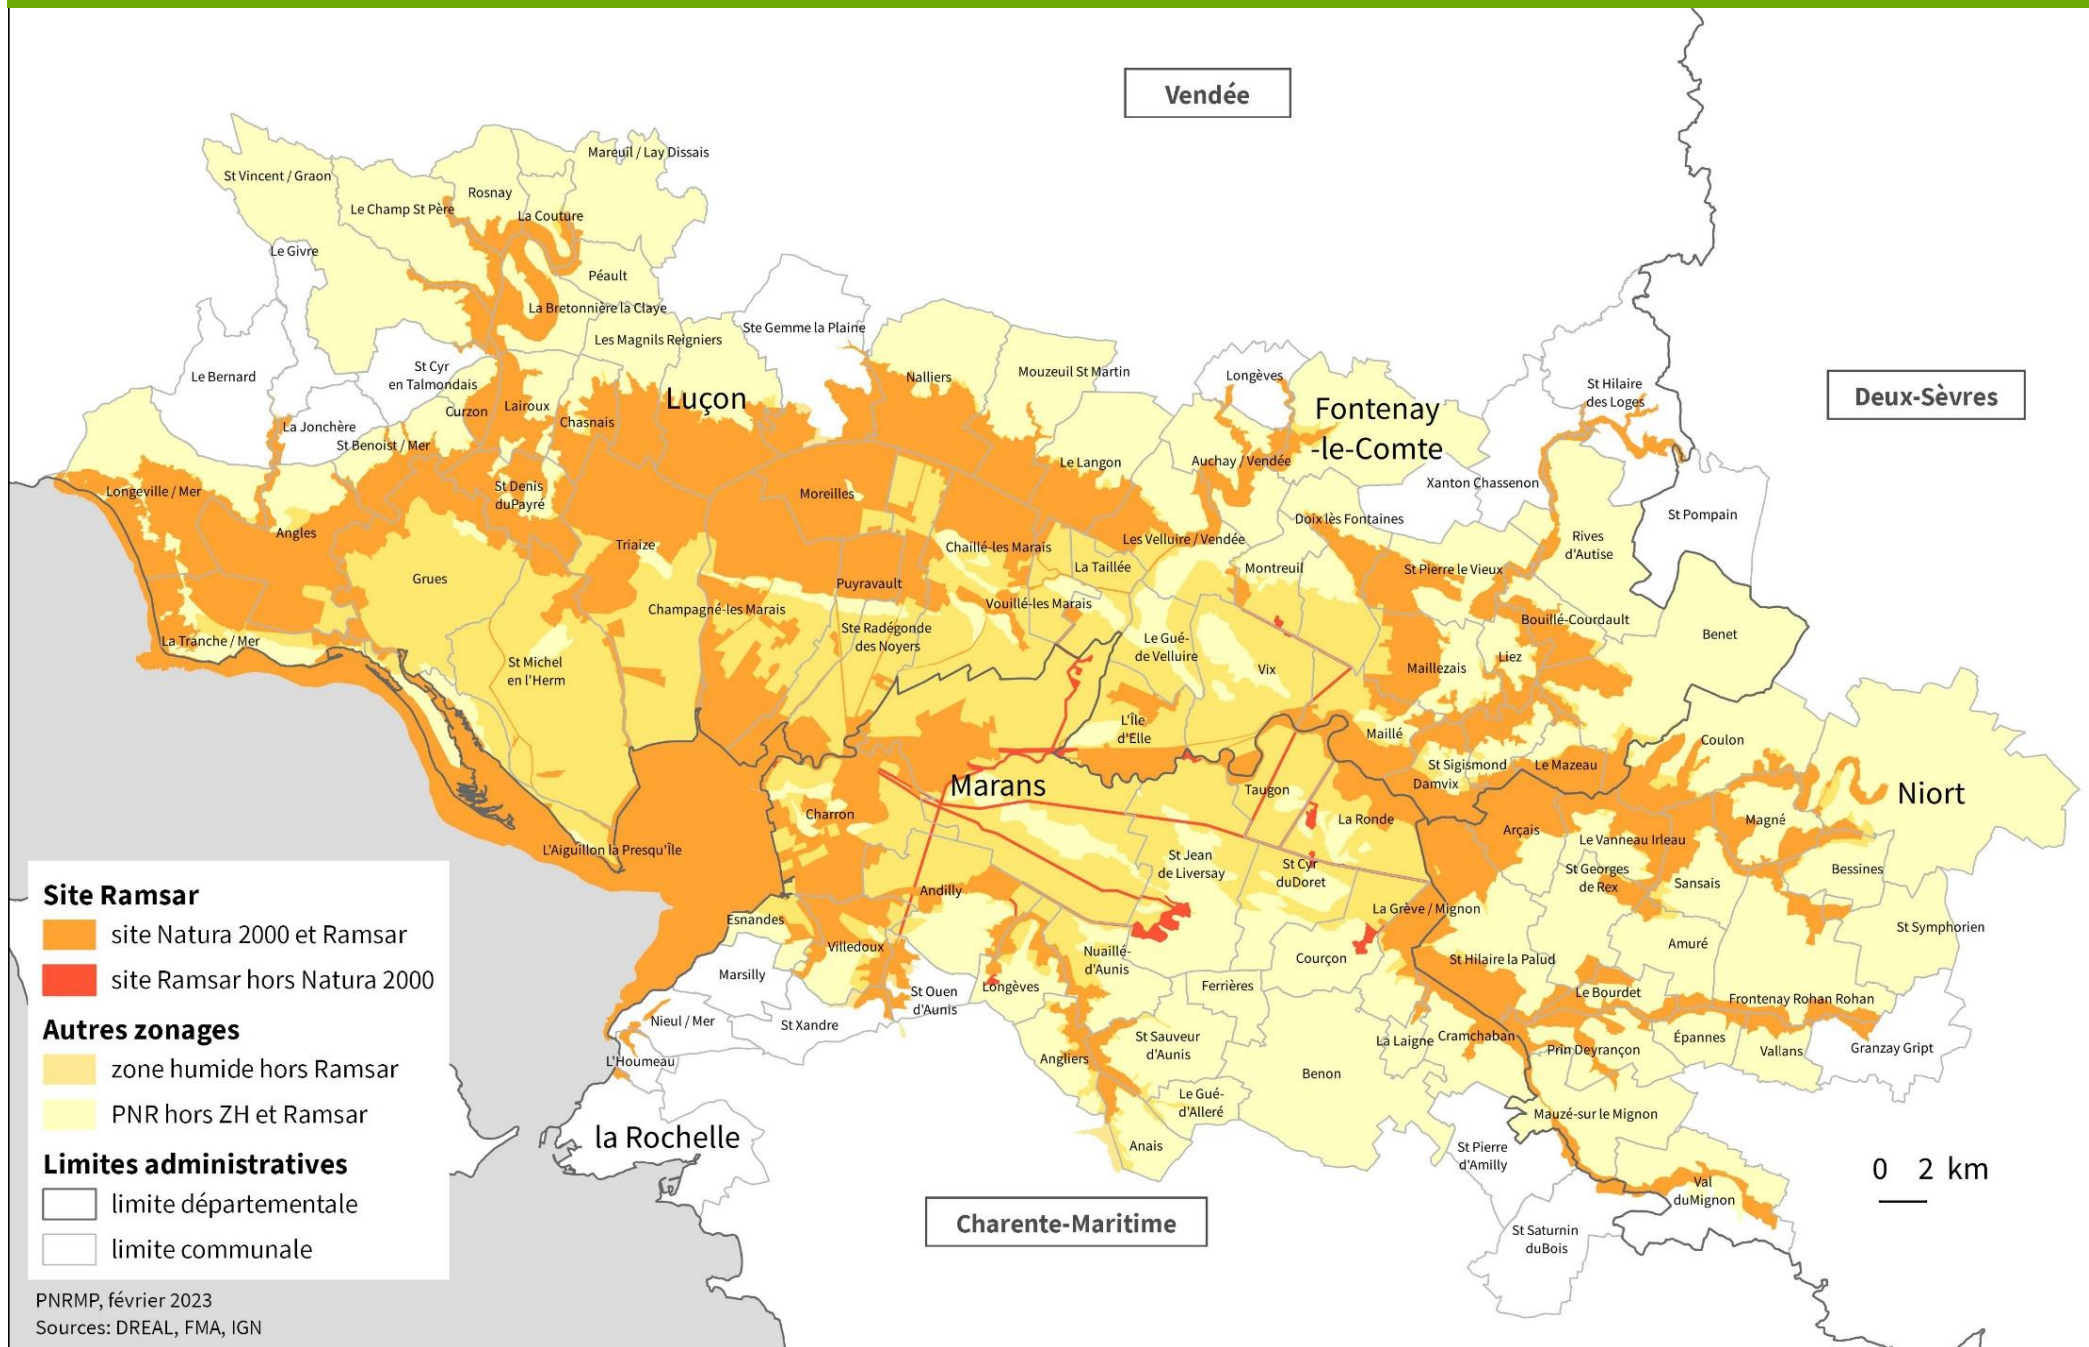 Vendée
Deux-Sèvres
Charente-Maritime
Mareuil / Lay Dissais
St Vincent / Graon
Rosnay
Le Champ St Père
La Couture
Le Givre
Péault
La Bretonnière la Claye
Ste Gemme la Plaine
Les Magnils Reigniers
Le Bernard
St Cyr
en Talmondais
Nalliers
Mouzeuil St Martin
Longèves
St Hilaire
des Loges
Luçon
Curzon
Lairoux
Chasnais
Fontenay
-le-Comte
La Jonchère
St Benoist / Mer
Le Langon
Auchay / Vendée
Xanton Chassenon
Longeville / Mer
St Denis
duPayré
Moreilles
St Pompain
Angles
Doix lès Fontaines
Triaize
Chaillé-les Marais
Les Velluire / Vendée
Rives
d'Autise
Grues
Puyravault
La Taillée
Montreuil
St Pierre le Vieux
Champagné-les Marais
Vouillé-les Marais
Bouillé-Courdault
La Tranche / Mer
Ste Radégonde
des Noyers
Le Gué-
de Velluire
Benet
St Michel
en l'Herm
Vix
Maillezais
Liez
L'Île
d'Elle
Maillé
Coulon
St Sigismond
Le Mazeau
Damvix
Marans
Taugon
Niort
Charron
La Ronde
Arçais
Magné
Le Vanneau Irleau
L'Aiguillon la Presqu'Île
St Jean
de Liversay
St Cyr
duDoret
St Georges
de Rex
Sansais
Bessines
Andilly
Esnandes
La Grève / Mignon
St Symphorien
Villedoux
Nuaillé-
d'Aunis
Amuré
Marsilly
Courçon
St Hilaire la Palud
Longèves
Ferrières
St Ouen
d'Aunis
Le Bourdet
Frontenay Rohan Rohan
Nieul / Mer
St Xandre
St Sauveur
d'Aunis
La Laigne
Cramchaban
Épannes
L'Houmeau
Angliers
Prin Deyrançon
Vallans
Granzay Gript
Benon
Le Gué-
d'Alleré
Mauzé-sur le Mignon
la Rochelle
Anais
St Pierre
d'Amilly
Val
duMignon
St Saturnin
duBois
0 2 km
Site Ramsar
site Natura 2000 et Ramsar
site Ramsar hors Natura 2000
Autres zonages
zone humide hors Ramsar
PNR hors ZH et Ramsar
Limites administratives
limite départementale
limite communale
PNRMP, février 2023
Sources: DREAL, FMA, IGN